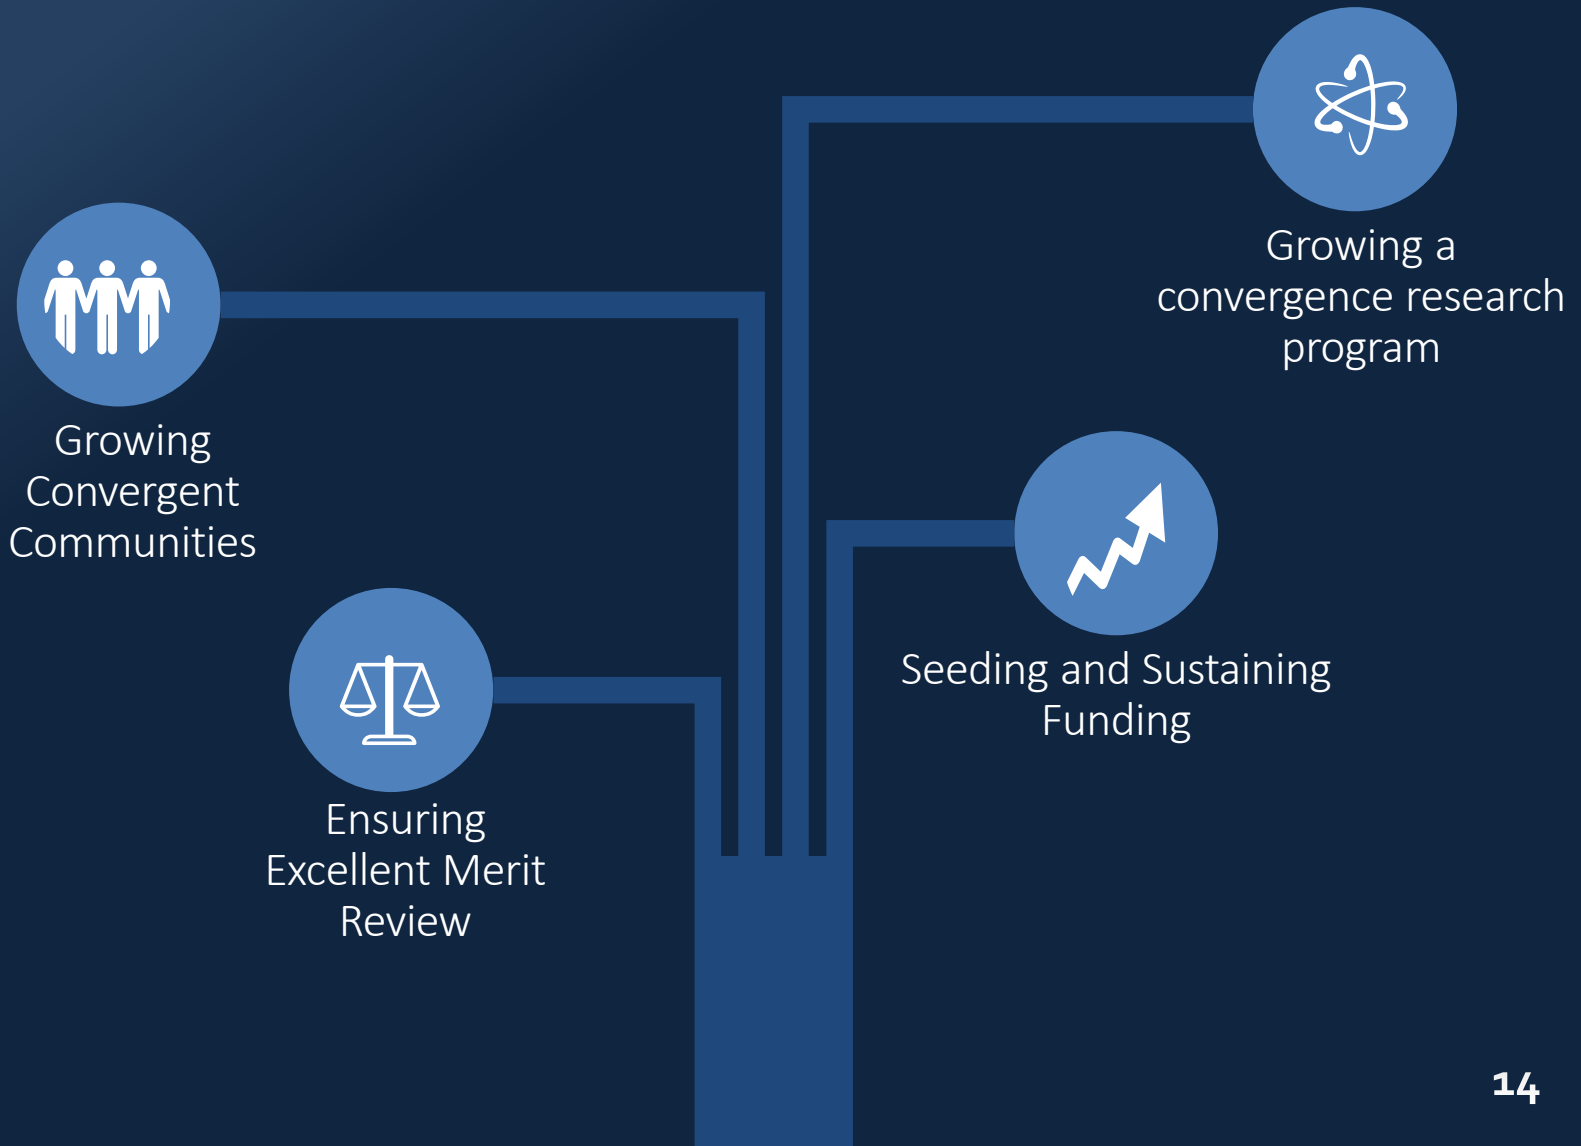 Growing a
convergence research
program
Growing
Convergent
Communities
Seeding and Sustaining
Funding
Ensuring
Excellent Merit
Review
14